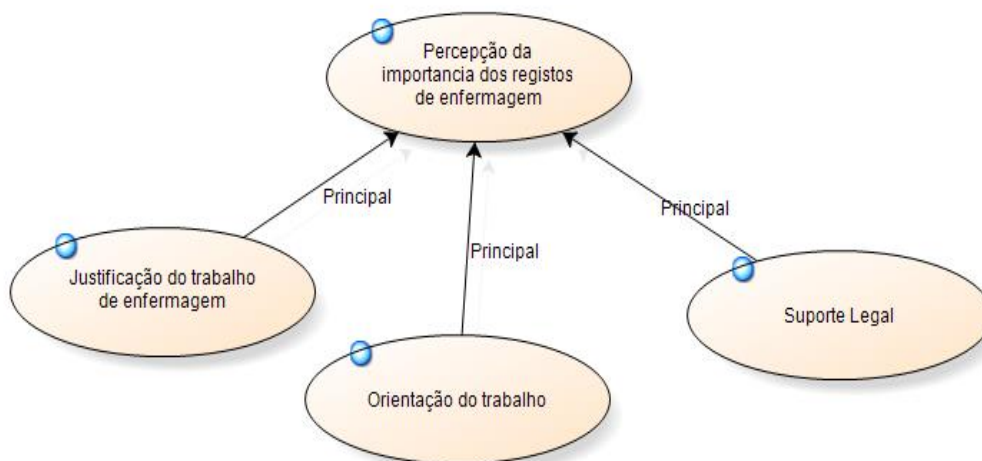 Percepção da
importancia dos registos
de enfermagem
Principal
Principal
Principal
Justificação do trabalho
de enfermagem
Suporte Legal
Orientação do trabalho